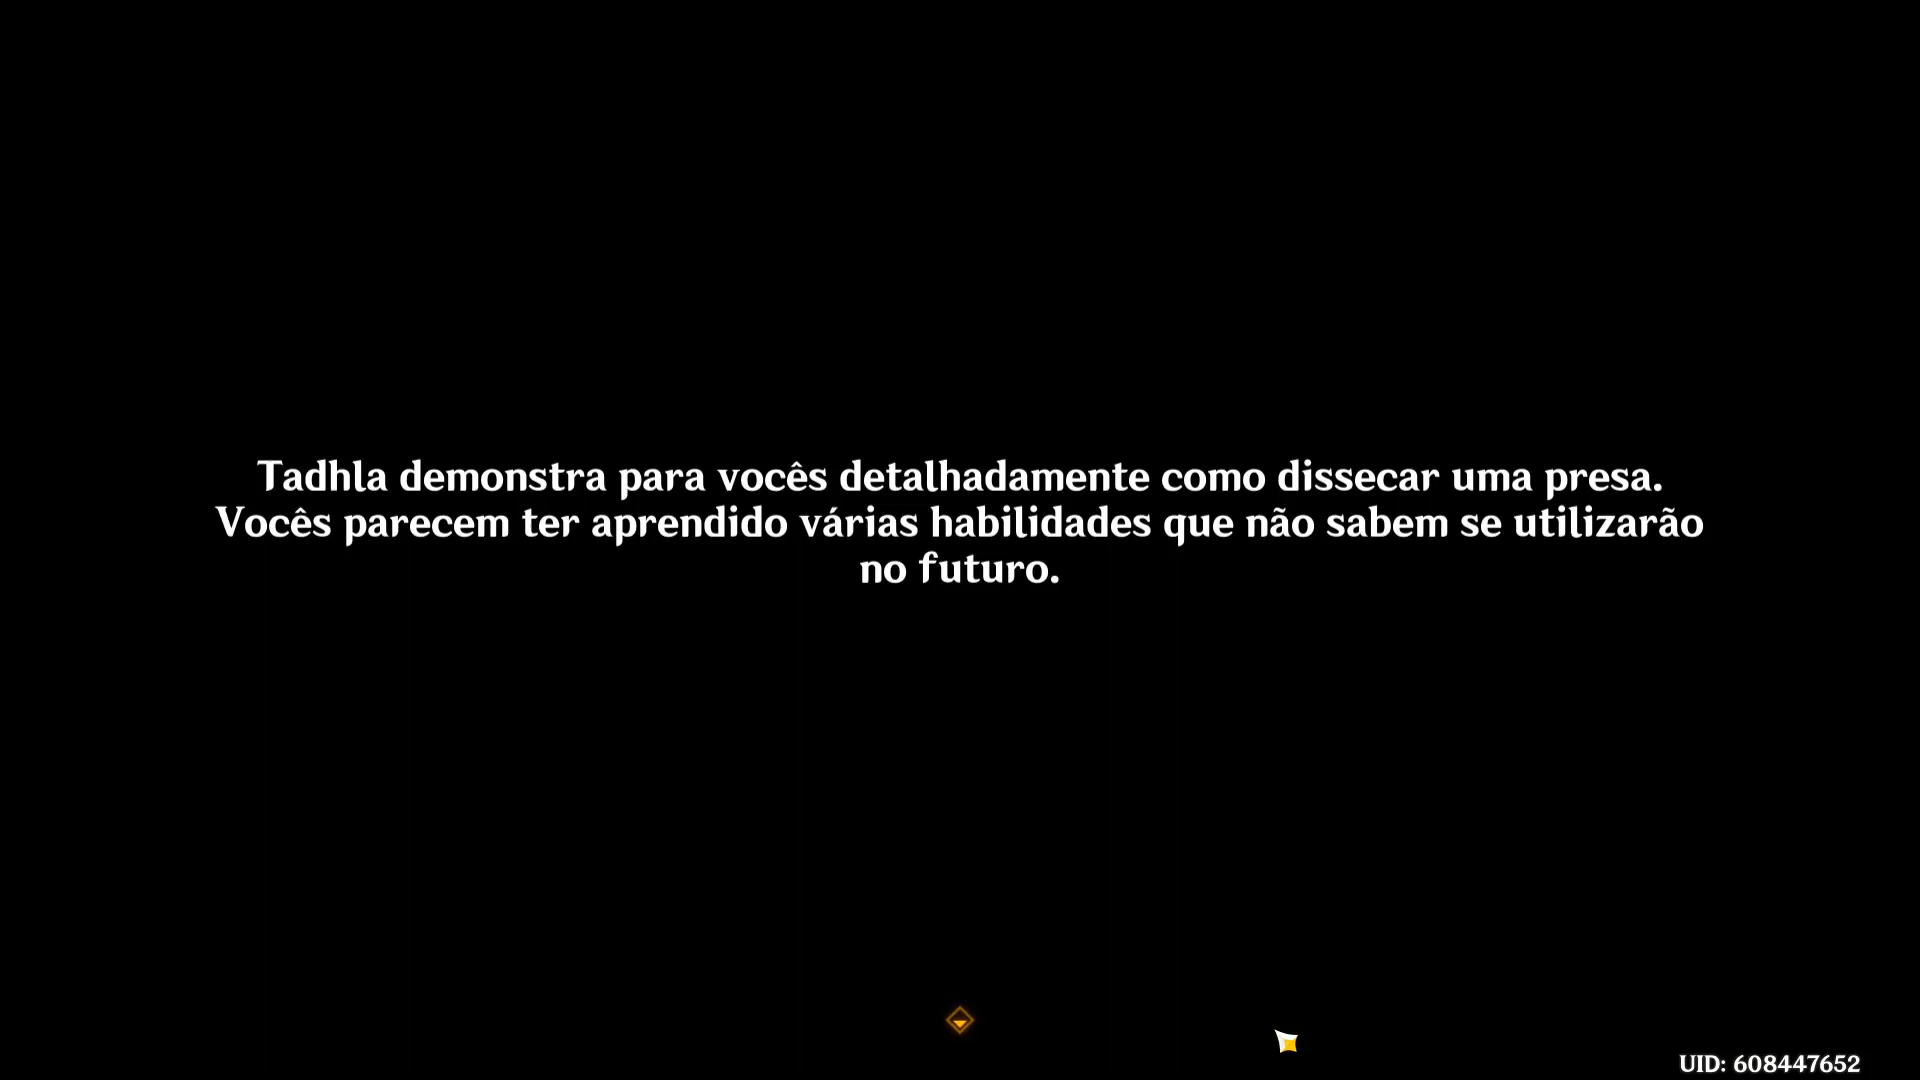 Tadhla demonstra para vocês detalhadamente como dissecar uma presa.
Vocês parecem ter aprendido várias habilidades que não sabem se utilizarão
no futuro.
UID: 608447652